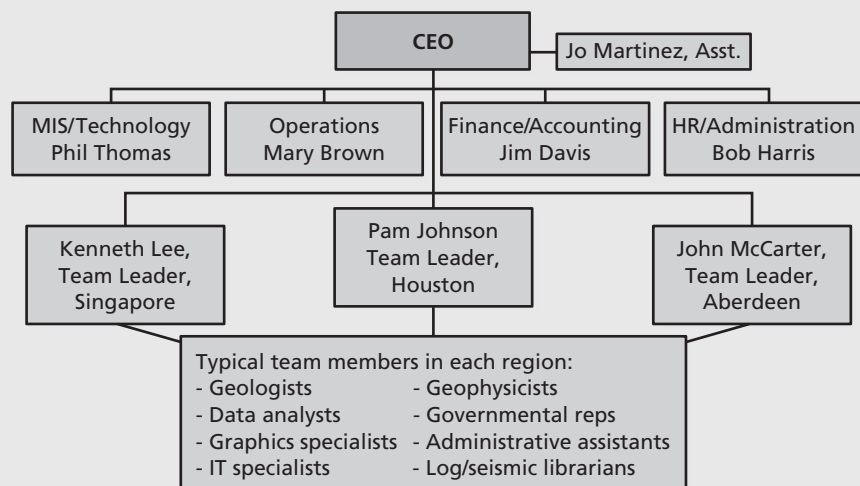 CEO
Jo Martinez, Asst.
MIS/Technology
Phil Thomas
Operations
Mary Brown
Finance/Accounting
Jim Davis
HR/Administration
Bob Harris
Kenneth Lee,
Team Leader,
Singapore
Pam Johnson
Team Leader,
Houston
John McCarter,
Team Leader,
Aberdeen
Typical team members in each region:
- Geologists
- Data analysts
- Graphics specialists
- IT specialists
- Geophysicists
- Governmental reps
- Administrative assistants
- Log/seismic librarians